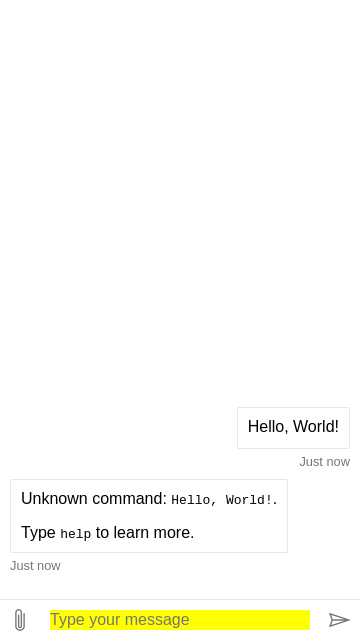 Hello, World!
Just now
Unknown command: Hello, World!.
Type help to learn more.
Just now
Type your message